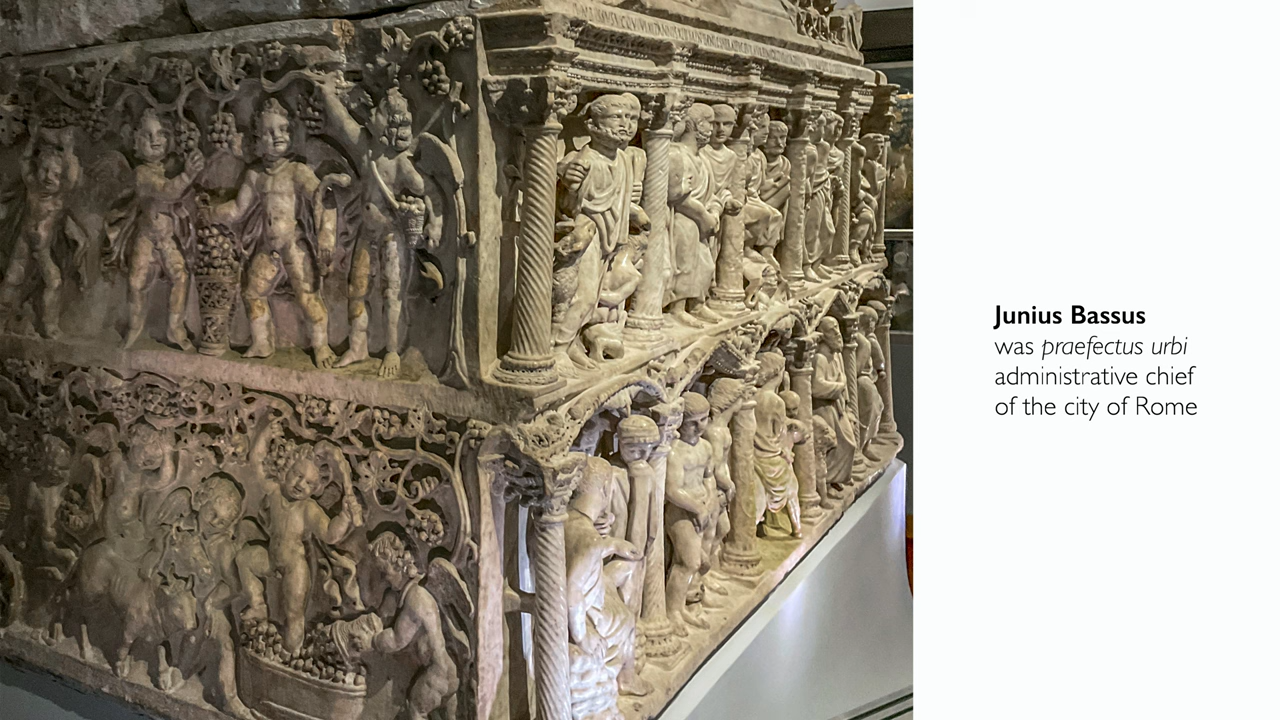 Junius Bassus
was praefectus urbi
administrative chief
of the city of Rome